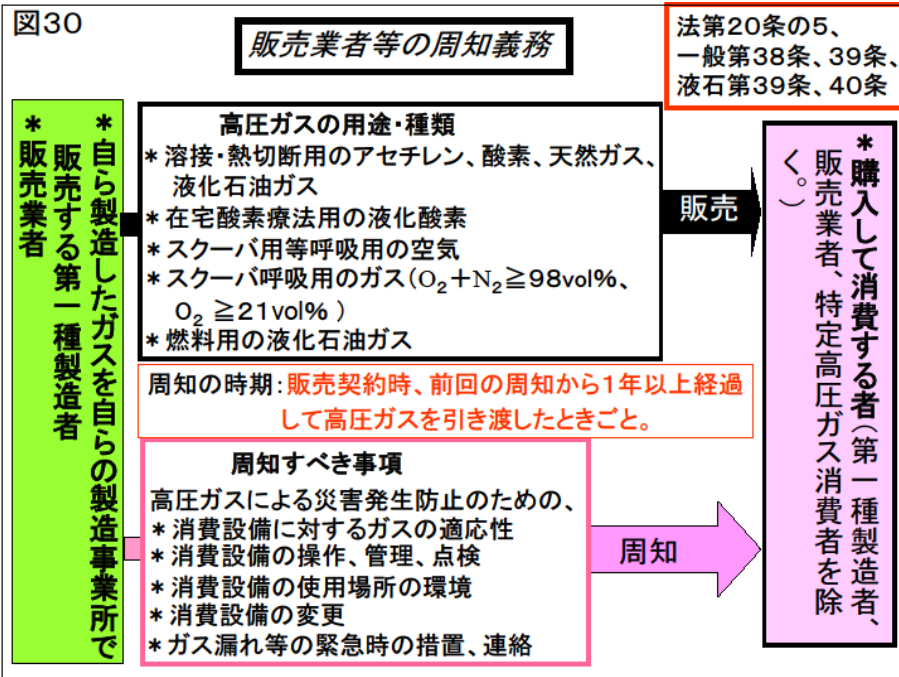 図30
販売業者等の周知義務
法第20条の5、
一般第38条、39条、
液石第39条、40条
＊自ら製造したガスを自らの製造事業所で
販売する第一種製造者
＊販売業者
高圧ガスの用途・種類
＊溶接・熱切断用のアセチレン、酸素、天然ガス、
液化石油ガス
＊在宅酸素療法用の液化酸素
＊スクーバ用等呼吸用の空気
＊スクーバ呼吸用のガス（O₂＋N₂≧98vol%、
O₂ ≧21vol% ）
＊燃料用の液化石油ガス
販売
＊購入して消費する者（第一種製造者、
販売業者、特定高圧ガス消費者を除
く。）
周知の時期：販売契約時、前回の周知から1年以上経過
して高圧ガスを引き渡したときごと。
周知すべき事項
高圧ガスによる災害発生防止のための、
＊消費設備に対するガスの適応性
＊消費設備の操作、管理、点検
＊消費設備の使用場所の環境
＊消費設備の変更
＊ガス漏れ等の緊急時の措置、連絡
周知